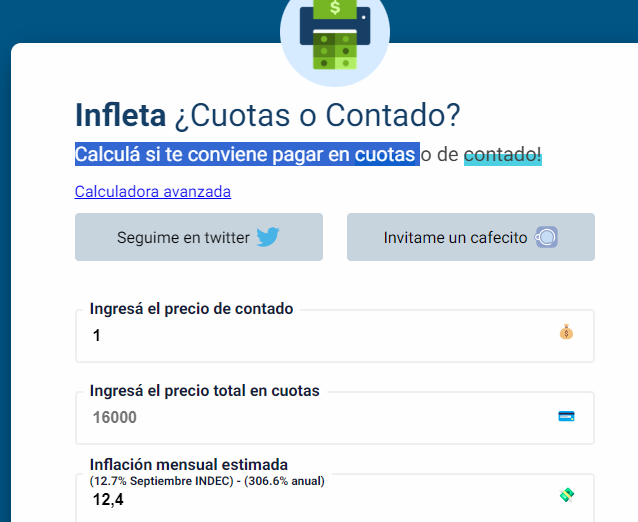 Infleta ¿Cuotas o Contado?
Calculá si te conviene pagar en cuotas o de contado!
Calculadora avanzada
Seguime en twitter
Invitame un cafecito
Ingresá el precio de contado
1
Ingresá el precio total en cuotas
16000
Inflación mensual estimada
(12.7% Septiembre INDEC) - (306.6% anual)
12,4